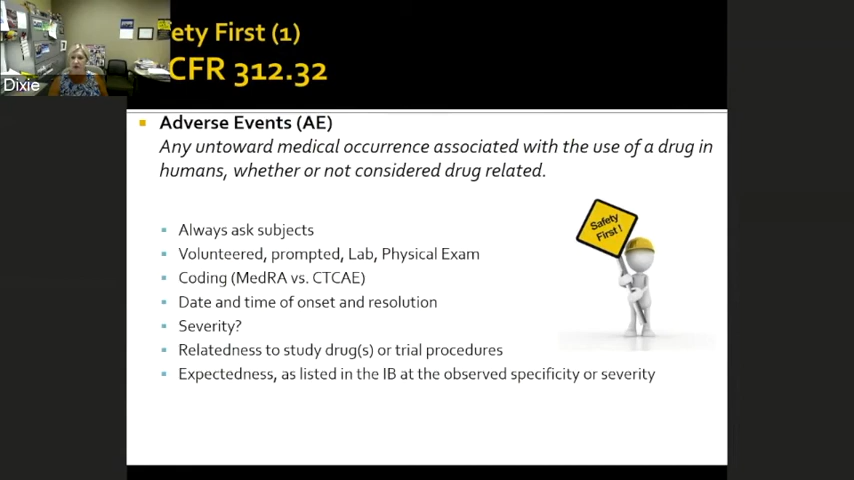 ety First (1)
CFR 312.32
Dixie
Adverse Events (AE)
Any untoward medical occurrence associated with the use of a drug in
humans, whether or not considered drug related.
Always ask subjects
Volunteered, prompted, Lab, Physical Exam
Coding (MedRA vs. CTCAE)
Date and time of onset and resolution
Severity?
Relatedness to study drug(s) or trial procedures
Expectedness, as listed in the IB at the observed specificity or severity
Safety
First!